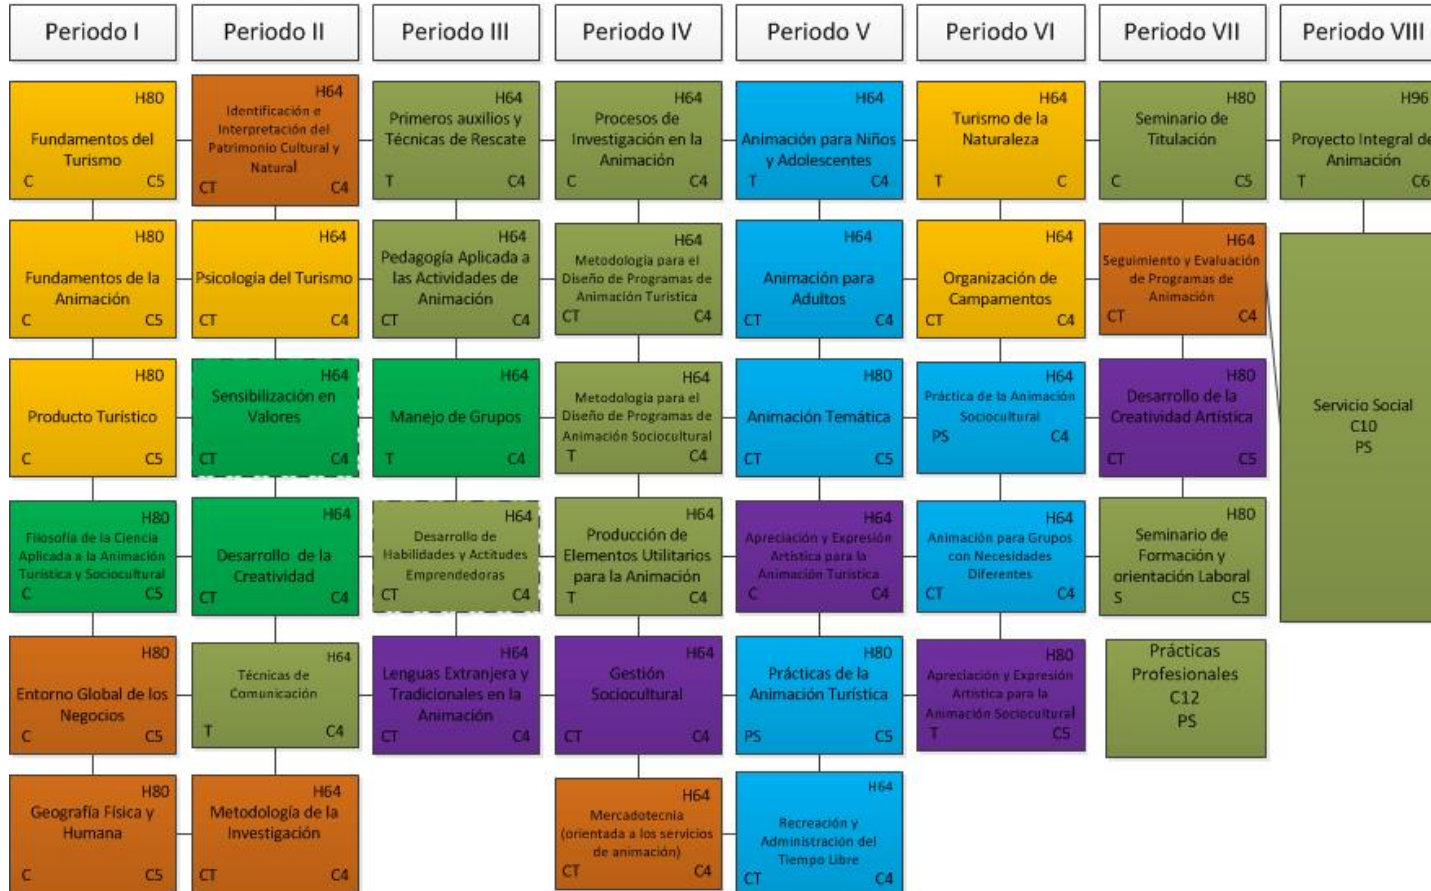 Periodo I
Periodo II
Periodo III
Periodo IV
Periodo V
Periodo VI
Periodo VII
Periodo VIII
H80
Fundamentos del
Turismo
C C5
H64
Identificación e
Interpretación del
Patrimonio Cultural y
Natural
CT C4
H64
Primeros auxilios y
Técnicas de Rescate
T C4
H64
Procesos de
Investigación en la
Animación
C C4
H64
Animación para Niños
y Adolescentes
T C4
H64
Turismo de la
Naturaleza
T C
H80
Seminario de
Titulación
C C5
H96
Proyecto Integral de
Animación
T C6
H80
Fundamentos de la
Animación
C C5
H64
Psicología del Turismo
CT C4
H64
Pedagogía Aplicada a
las Actividades de
Animación
CT C4
H64
Metodología para el
Diseño de Programas de
Animación Turística
CT C4
H64
Animación para
Adultos
CT C4
H64
Organización de
Campamentos
CT C4
H64
Seguimiento y Evaluación
de Programas de
Animación
CT C4
Servicio Social
C10
PS
H80
Producto Turistico
C C5
H64
Sensibilización en
Valores
CT C4
H64
Manejo de Grupos
T C4
H64
Metodología para el
Diseño de Programas de
Animación Sociocultural
T C4
H80
Animación Temática
CT C5
H64
Práctica de la Animación
Sociocultural
PS C4
H80
Desarrollo de la
Creatividad Artística
CT C5
H80
Filosofía de la Ciencia
Aplicada a la Animación
Turística y Sociocultural
C C5
H64
Desarrollo de la
Creatividad
CT C4
H64
Desarrollo de
Habilidades y Actitudes
Emprendedoras
CT C4
H64
Producción de
Elementos Utilitarios
para la Animación
T C4
H64
Apreciación y Expresión
Artística para la
Animación Turística
C C4
H64
Animación para Grupos
con Necesidades
Diferentes
CT C4
H80
Seminario de
Formación y
orientación Laboral
S C5
H80
Entorno Global de los
Negocios
C C5
H64
Técnicas de
Comunicación
T C4
H64
Lenguas Extranjera y
Tradicionales en la
Animación
CT C4
H64
Gestión
Sociocultural
CT C4
H80
Prácticas de la
Animación Turística
PS C5
H80
Apreciación y Expresión
Artística para la
Animación Sociocultural
T C5
Prácticas
Profesionales
C12
PS
H80
Geografía Física y
Humana
C C5
H64
Metodología de la
Investigación
CT C4
H64
Mercadotecnia
(orientada a los servicios
de animación)
CT C4
H64
Recreación y
Administración del
Tiempo Libre
CT C4